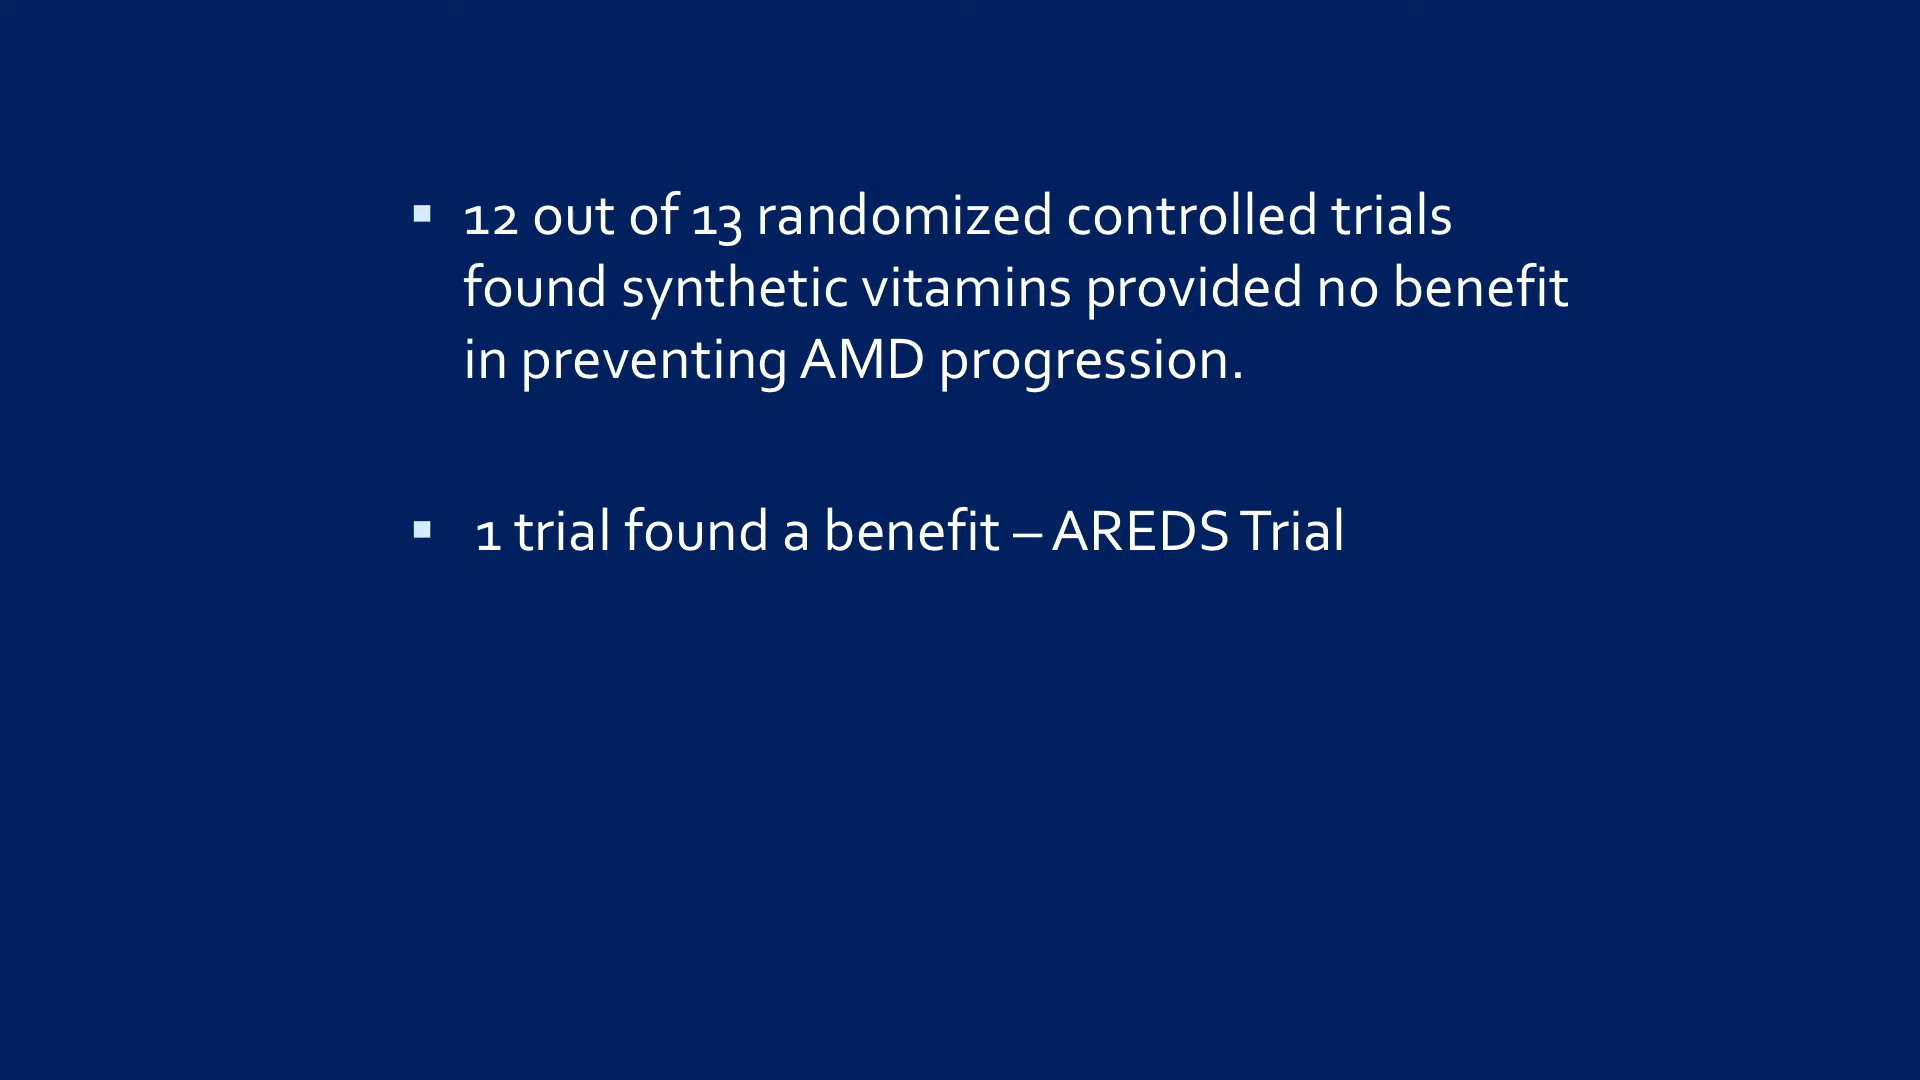 ▪ 12 out of 13 randomized controlled trials
found synthetic vitamins provided no benefit
in preventing AMD progression.
▪ 1 trial found a benefit – AREDS Trial